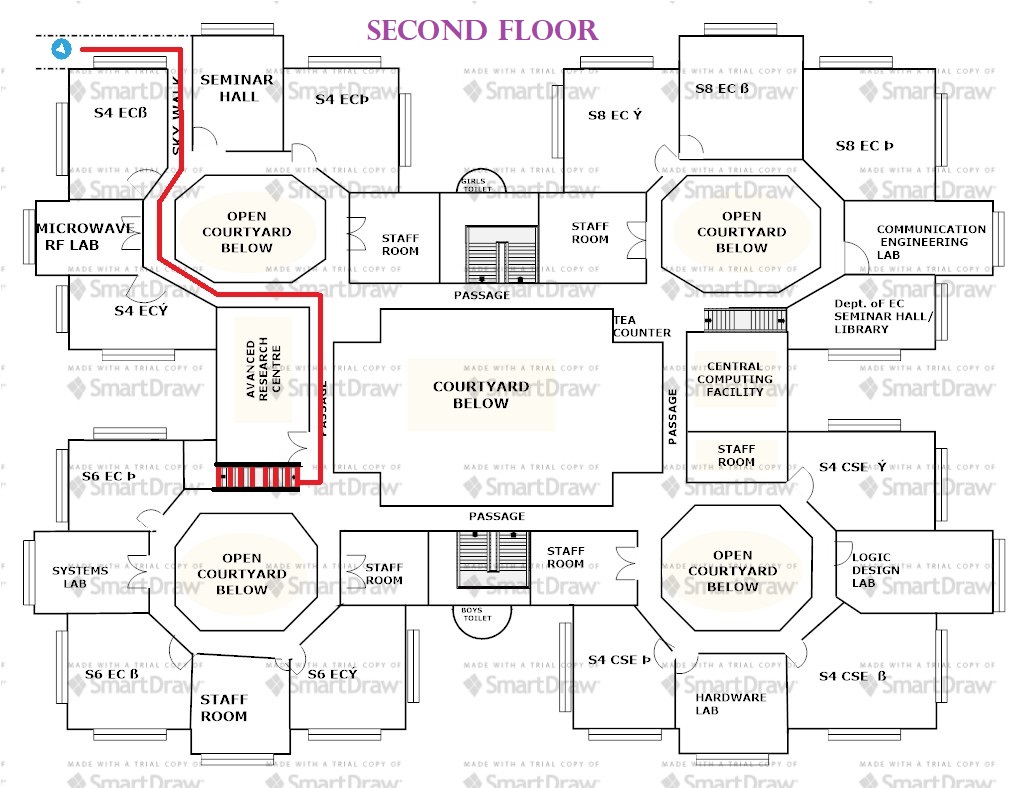 SECOND FLOOR
MADE WITH A TRIAL COPY OF
SmartDraw
SKY WALK
SEMINAR
HALL
S4 ECß
S4 ECÞ
S8 EC Ý
S8 EC ß
S8 EC Þ
GIRLS
TOILET
MICROWAVE
RF LAB
OPEN
COURTYARD
BELOW
STAFF
ROOM
STAFF
ROOM
OPEN
COURTYARD
BELOW
COMMUNICATION
ENGINEERING
LAB
S4 ECÝ
PASSAGE
TEA
COUNTER
Dept. of EC
SEMINAR HALL/
LIBRARY
AVANCED
RESEARCH
CENTRE
PASSAGE
COURTYARD
BELOW
PASSAGE
CENTRAL
COMPUTING
FACILITY
STAFF
ROOM
S6 EC Þ
S4 CSE Ý
PASSAGE
SYSTEMS
LAB
OPEN
COURTYARD
BELOW
STAFF
ROOM
STAFF
ROOM
OPEN
COURTYARD
BELOW
LOGIC
DESIGN
LAB
BOYS
TOILET
S6 EC ß
STAFF
ROOM
S6 ECÝ
S4 CSE Þ
HARDWARE
LAB
S4 CSE ß